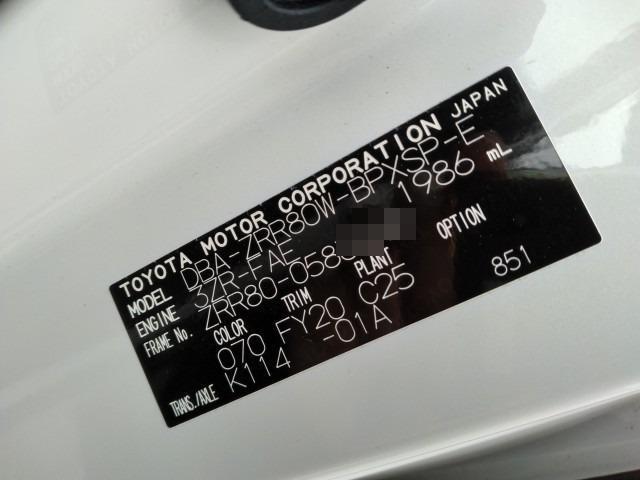 TOYOTA MOTOR CORPORATION JAPAN
MODEL DBA-ZRR80W-BPXSP-E
ENGINE 3ZR-FAE 1986 mL
FRAME No. ZRR80-058
COLOR TRIM PLANT OPTION
070 FY20 C25 851
TRANS./AXLE K114 -01A